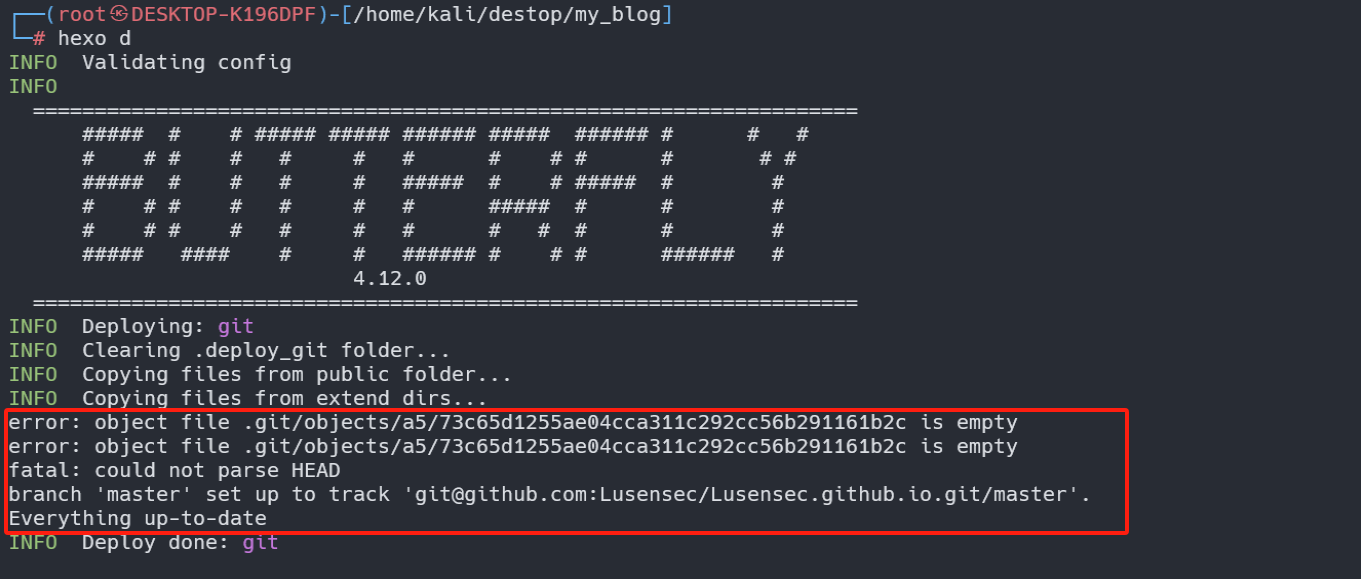 ┌──(root㉿DESKTOP-K196DPF)-[/home/kali/destop/my_blog]
└─# hexo d
INFO  Validating config
INFO
  ===================================================================
      #####  #    # ##### ##### ###### #####  ###### #      #   #
      #    # #    #   #     #   #      #    # #      #       # #
      #####  #    #   #     #   #####  #    # #####  #        #
      #    # #    #   #     #   #      #####  #      #        #
      #    # #    #   #     #   #      #   #  #      #        #
      #####   ####    #     #   ###### #    # #      ######   #
                            4.12.0
  ===================================================================
INFO  Deploying: git
INFO  Clearing .deploy_git folder...
INFO  Copying files from public folder...
INFO  Copying files from extend dirs...
error: object file .git/objects/a5/73c65d1255ae04cca311c292cc56b291161b2c is empty
error: object file .git/objects/a5/73c65d1255ae04cca311c292cc56b291161b2c is empty
fatal: could not parse HEAD
branch 'master' set up to track 'git@github.com:Lusensec/Lusensec.github.io.git/master'.
Everything up-to-date
INFO  Deploy done: git